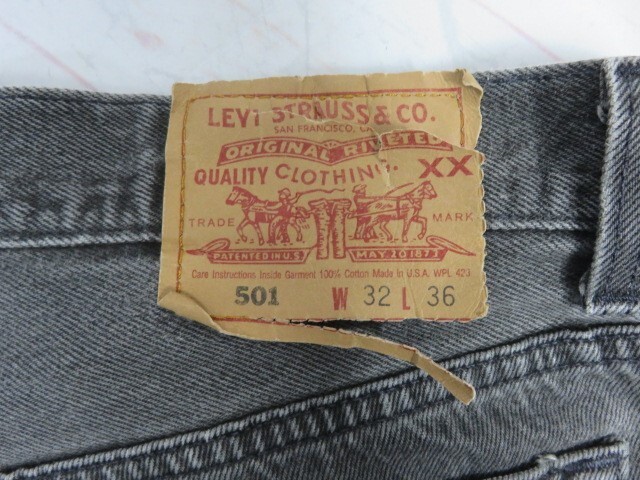 LEVI STRAUSS & CO.
SAN FRANCISCO,
ORIGINAL RIVETED
QUALITY CLOTHING. XX
TRADE MARK
PATENTED IN U.S. MAY 20 1873
Care Instructions Inside Garment 100% Cotton Made in U.S.A. WPL 423
501 W 32 L 36